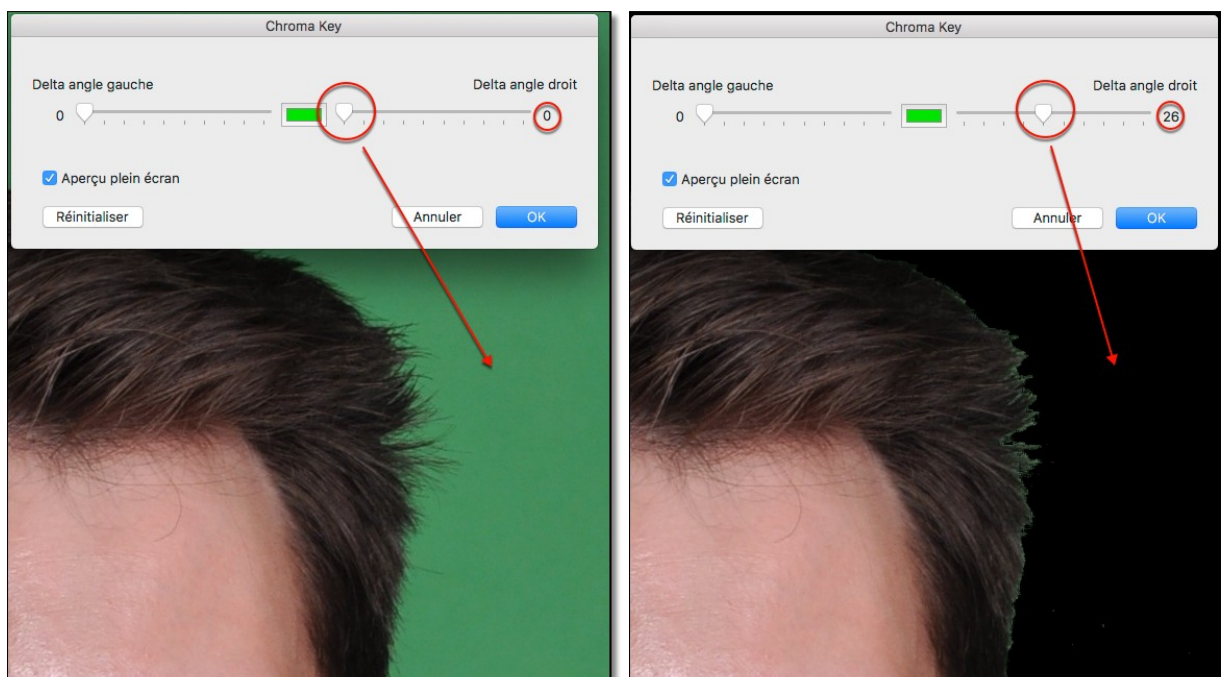 Chroma Key
Delta angle gauche
Delta angle droit
0
0
Aperçu plein écran
Réinitialiser
Annuler
OK
Chroma Key
Delta angle gauche
Delta angle droit
0
26
Aperçu plein écran
Réinitialiser
Annuler
OK